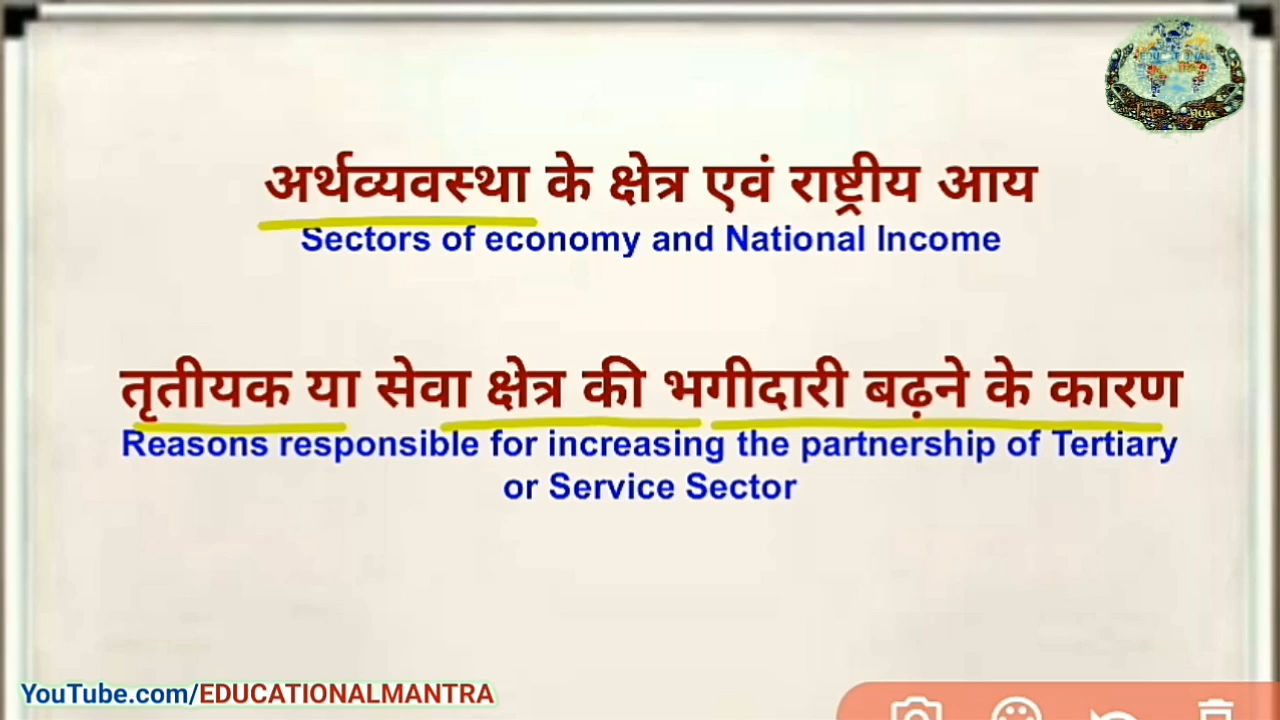 अर्थव्यवस्था के क्षेत्र एवं राष्ट्रीय आय
Sectors of economy and National Income
तृतीयक या सेवा क्षेत्र की भगीदारी बढ़ने के कारण
Reasons responsible for increasing the partnership of Tertiary
or Service Sector
YouTube.com/EDUCATIONALMANTRA